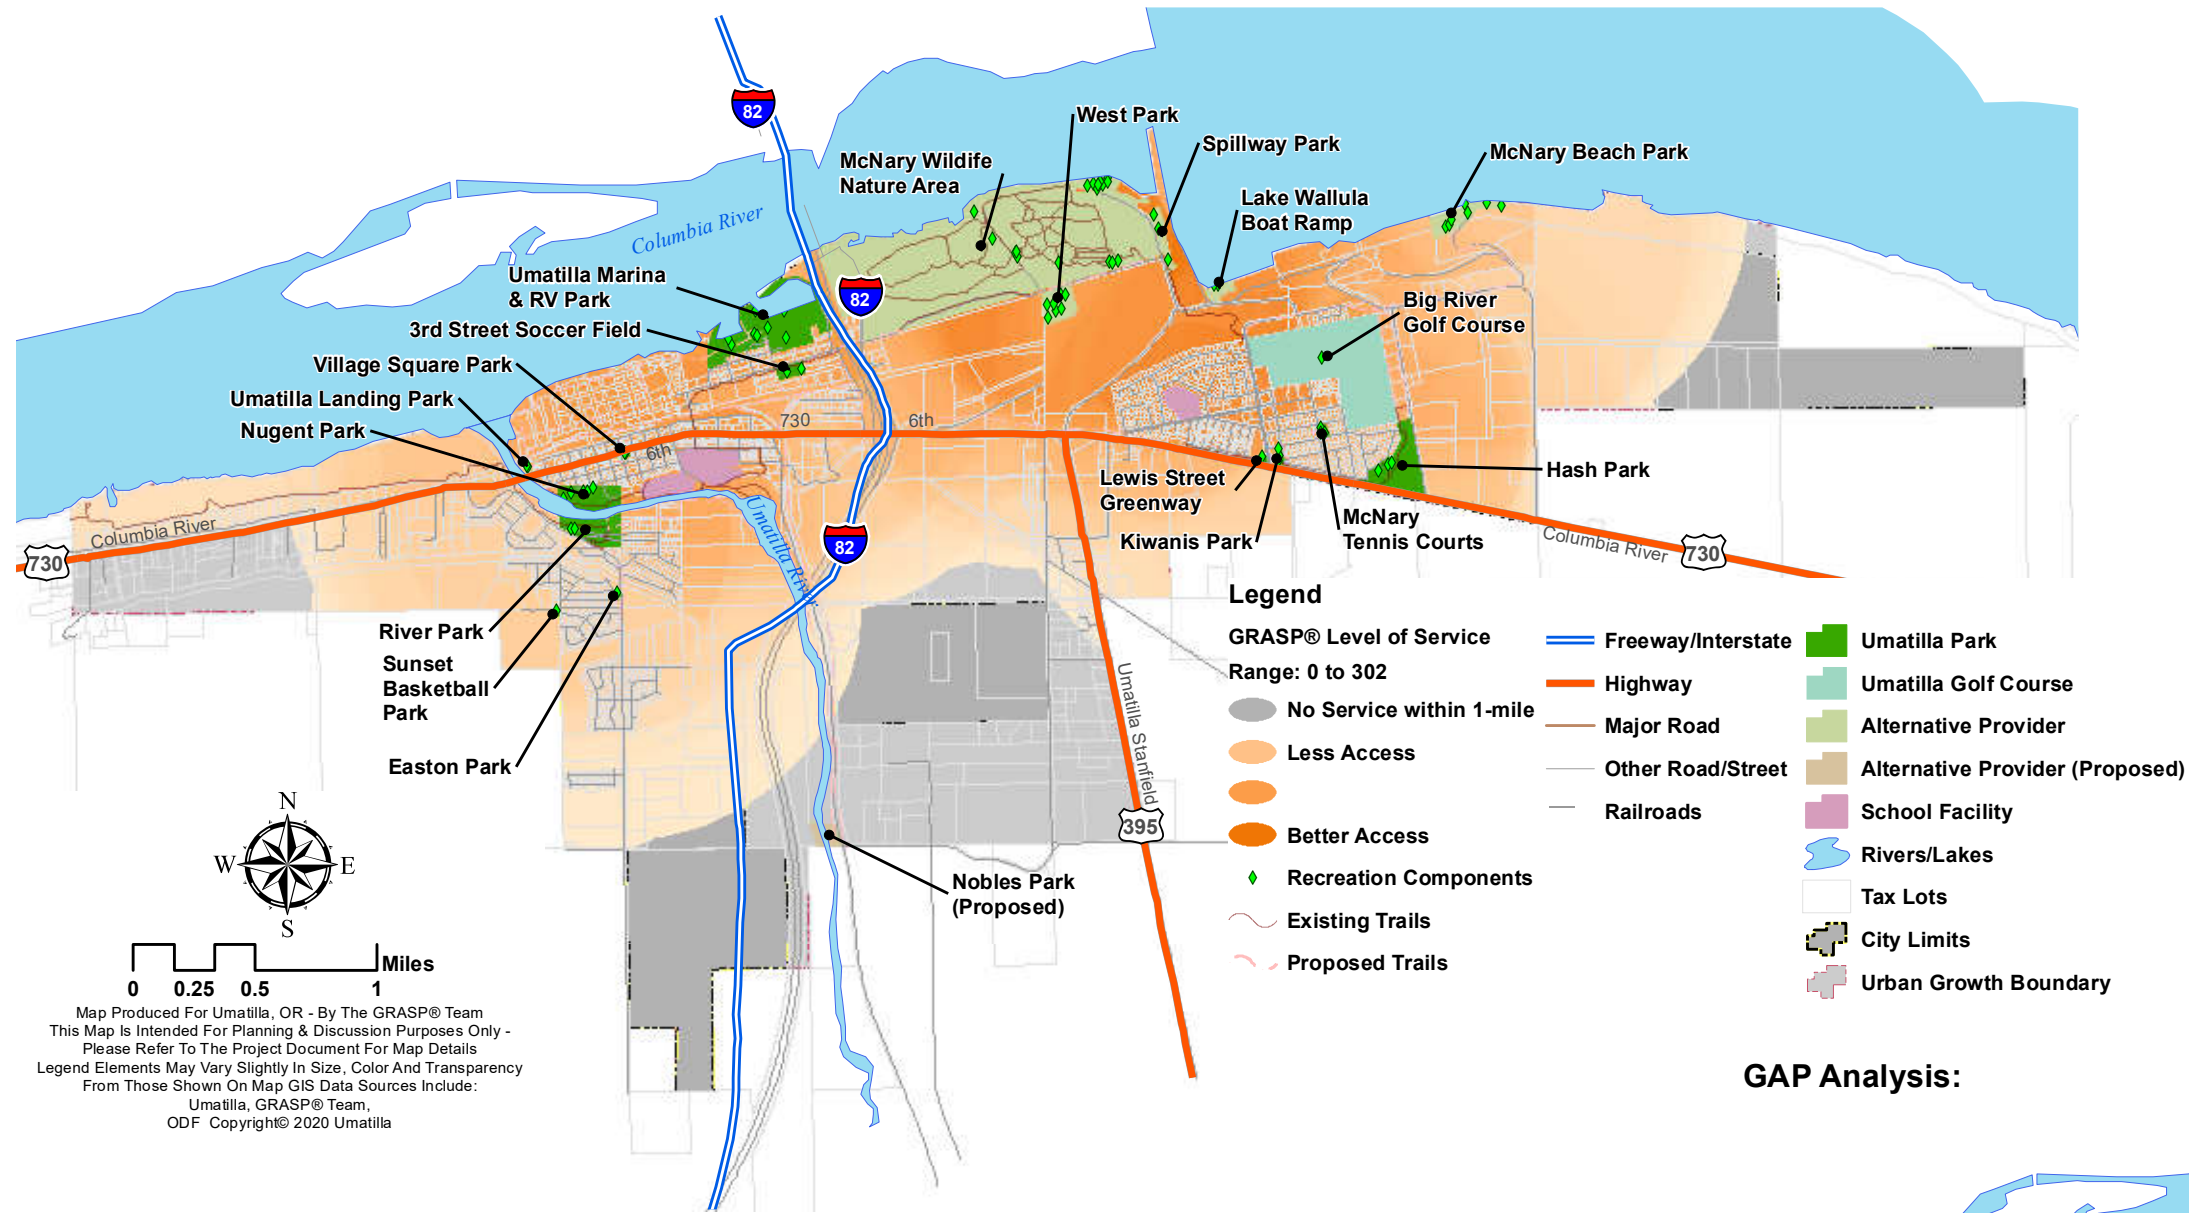 82
West Park
Spillway Park
McNary Beach Park
McNary Wildife
Nature Area
Lake Wallula
Boat Ramp
Columbia River
Umatilla Marina
& RV Park
82
Big River
Golf Course
3rd Street Soccer Field
Village Square Park
Umatilla Landing Park
Nugent Park
730
6th
6th
Lewis Street
Greenway
Hash Park
Kiwanis Park
McNary
Tennis Courts
Columbia River
730
Umatilla River
82
Columbia River
730
River Park
Sunset
Basketball
Park
Easton Park
Umatilla Stanfield
395
Nobles Park
(Proposed)
Legend
GRASP® Level of Service
Range: 0 to 302
No Service within 1-mile
Less Access
Better Access
Recreation Components
Existing Trails
Proposed Trails
Freeway/Interstate
Highway
Major Road
Other Road/Street
Railroads
Umatilla Park
Umatilla Golf Course
Alternative Provider
Alternative Provider (Proposed)
School Facility
Rivers/Lakes
Tax Lots
City Limits
Urban Growth Boundary
N
W
E
S
Miles
0 0.25 0.5 1
Map Produced For Umatilla, OR - By The GRASP® Team
This Map Is Intended For Planning & Discussion Purposes Only -
Please Refer To The Project Document For Map Details
Legend Elements May Vary Slightly In Size, Color And Transparency
From Those Shown On Map GIS Data Sources Include:
Umatilla, GRASP® Team,
ODF Copyright© 2020 Umatilla
GAP Analysis: